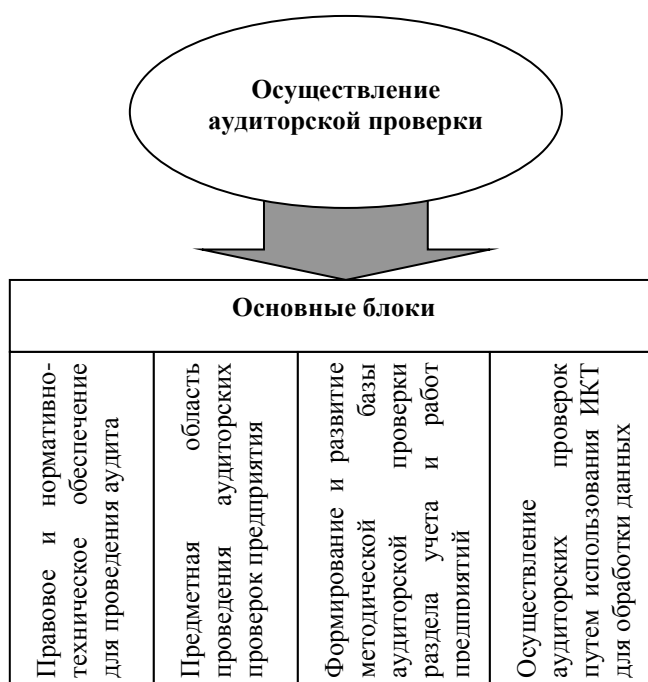 Осуществление
аудиторской проверки
Основные блоки
Правовое и нормативно-
техническое обеспечение
для проведения аудита
Предметная область
проведения аудиторских
проверок предприятия
Формирование и развитие
методической базы
аудиторской проверки
раздела учета и работ
предприятий
Осуществление
аудиторских проверок
путем использования ИКТ
для обработки данных